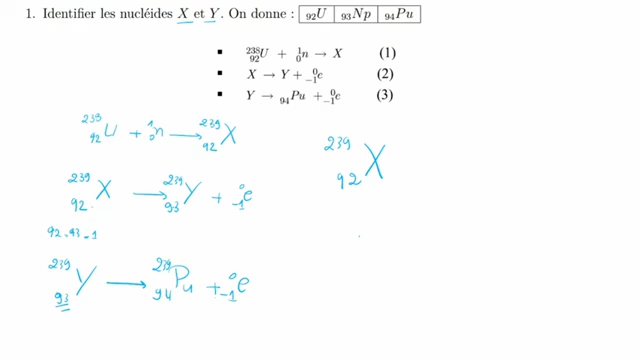 1. Identifier les nucléides X et Y. On donne : ₉₂U ₉₃Np ₉₄Pu
▪ ²³⁸₉₂U + ¹₀n → X (1)
▪ X → Y + ⁰₋₁e (2)
▪ Y → ₉₄Pu + ⁰₋₁e (3)
²³⁸₉₂U + ¹₀n → ²³⁹₉₂X
²³⁹₉₂X
²³⁹₉₂X → ²³⁹₉₃Y + ⁰₋₁e
92 = 93 - 1
²³⁹₉₃Y → ²³⁹₉₄Pu + ⁰₋₁e